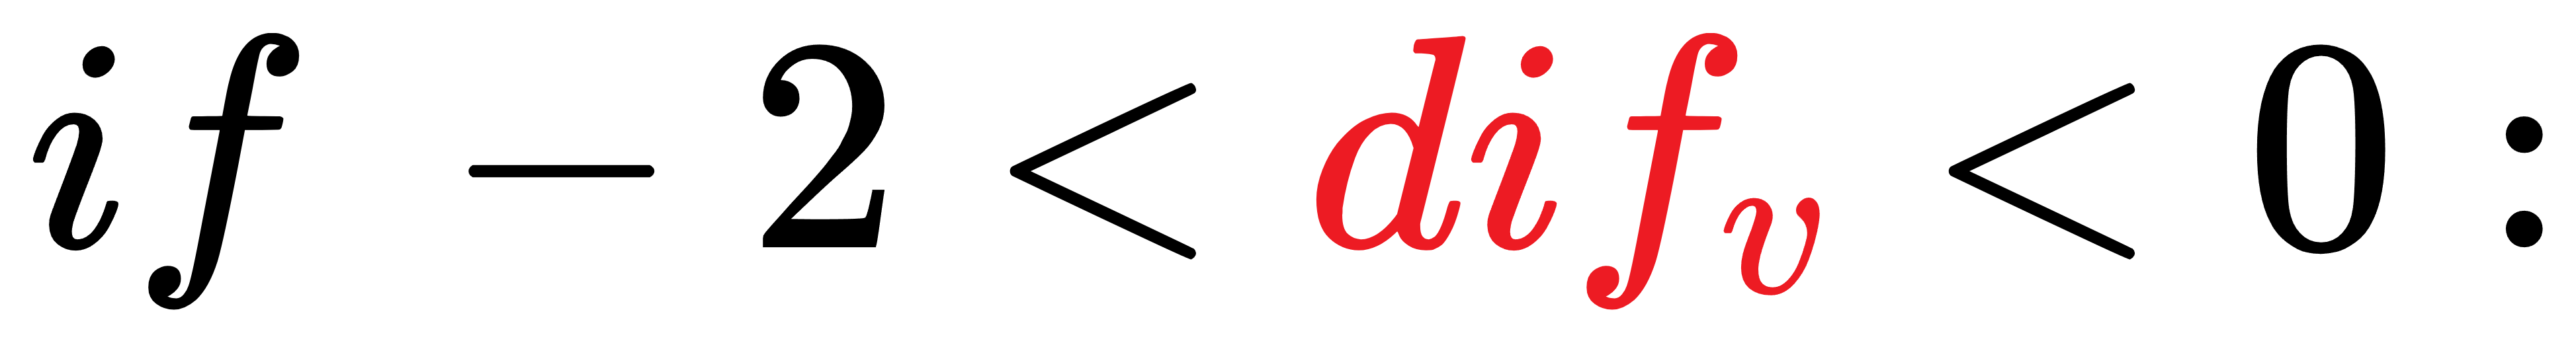 if −2 < dif_v < 0 :